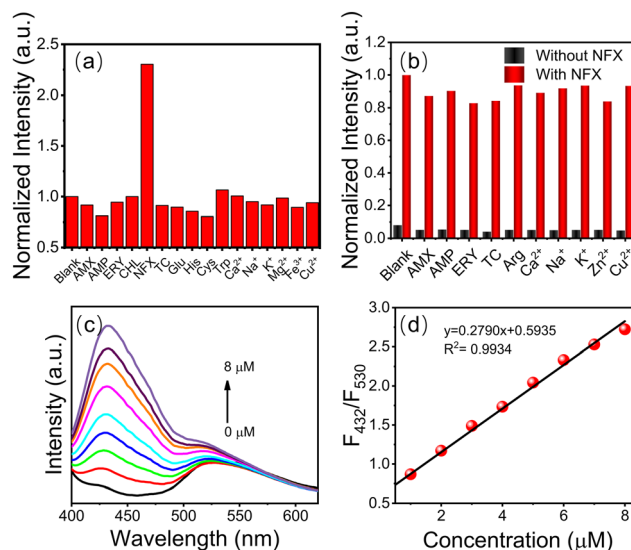 (a)
Normalized Intensity (a.u.)
2.5
2.0
1.5
1.0
0.5
Blank
AMX
AMP
ERY
CHL
NFX
TC
Glu
His
Cys
Trp
Ca²⁺
Na⁺
K⁺
Mg²⁺
Fe³⁺
Cu²⁺
(b)
Without NFX
With NFX
Normalized Intensity (a.u.)
1.2
1.0
0.8
0.6
0.4
0.2
0.0
Blank
AMX
AMP
ERY
TC
Arg
Ca²⁺
Na⁺
K⁺
Zn²⁺
Cu²⁺
(c)
8 μM
0 μM
Intensity (a.u.)
400 450 500 550 600
Wavelength (nm)
(d)
y=0.2790x+0.5935
R²= 0.9934
F₄₃₂/F₅₃₀
3.0
2.5
2.0
1.5
1.0
0.5
2 4 6 8
Concentration (μM)